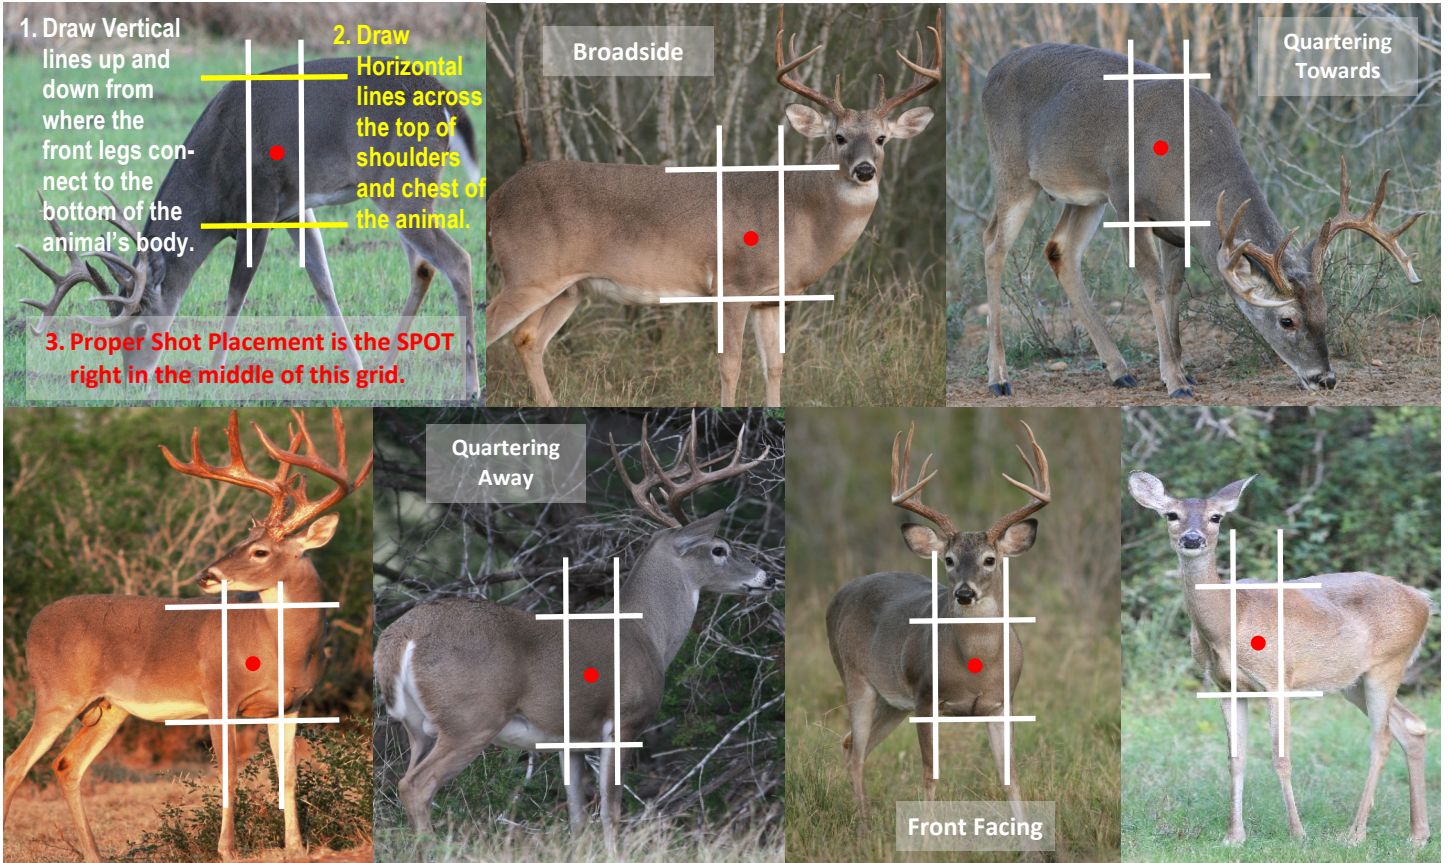 1. Draw Vertical
lines up and
down from
where the
front legs con-
nect to the
bottom of the
animal's body.
2. Draw
Horizontal
lines across
the top of
shoulders
and chest of
the animal.
3. Proper Shot Placement is the SPOT
right in the middle of this grid.
Broadside
Quartering
Towards
Quartering
Away
Front Facing